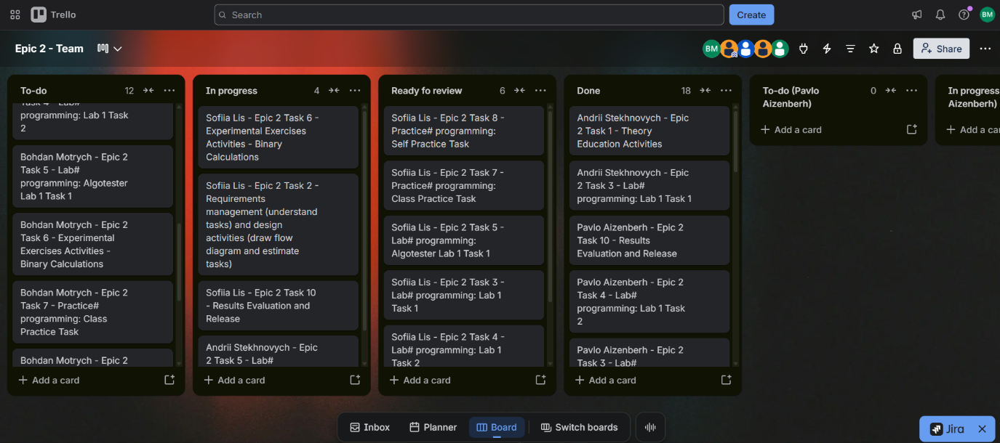 Trello
Search
Create
BM
Epic 2 - Team
BM
Share
To-do 12
programming: Lab 1 Task
2
Bohdan Motrych - Epic 2
Task 5 - Lab#
programming: Algotester
Lab 1 Task 1
Bohdan Motrych - Epic 2
Task 6 - Experimental
Exercises Activities -
Binary Calculations
Bohdan Motrych - Epic 2
Task 7 - Practice#
programming: Class
Practice Task
Bohdan Motrych - Epic 2
Add a card
In progress 4
Sofiia Lis - Epic 2 Task 6 -
Experimental Exercises
Activities - Binary
Calculations
Sofiia Lis - Epic 2 Task 2 -
Requirements
management (understand
tasks) and design
activities (draw flow
diagram and estimate
tasks)
Sofiia Lis - Epic 2 Task 10
- Results Evaluation and
Release
Andrii Stekhnovych - Epic
2 Task 5 - Lab#
Add a card
Ready fo review 6
Sofiia Lis - Epic 2 Task 8 -
Practice# programming:
Self Practice Task
Sofiia Lis - Epic 2 Task 7 -
Practice# programming:
Class Practice Task
Sofiia Lis - Epic 2 Task 5 -
Lab# programming:
Algotester Lab 1 Task 1
Sofiia Lis - Epic 2 Task 3 -
Lab# programming: Lab 1
Task 1
Sofiia Lis - Epic 2 Task 4 -
Lab# programming: Lab 1
Task 2
Add a card
Done 18
Andrii Stekhnovych - Epic
2 Task 1 - Theory
Education Activities
Andrii Stekhnovych - Epic
2 Task 3 - Lab#
programming: Lab 1 Task 1
Pavlo Aizenberh - Epic 2
Task 10 - Results
Evaluation and Release
Pavlo Aizenberh - Epic 2
Task 4 - Lab#
programming: Lab 1 Task
2
Pavlo Aizenberh - Epic 2
Task 3 - Lab#
Add a card
To-do (Pavlo 0
Aizenberh)
Add a card
In progress
Aizenberh)
Add a car
Inbox
Planner
Board
Switch boards
Jira